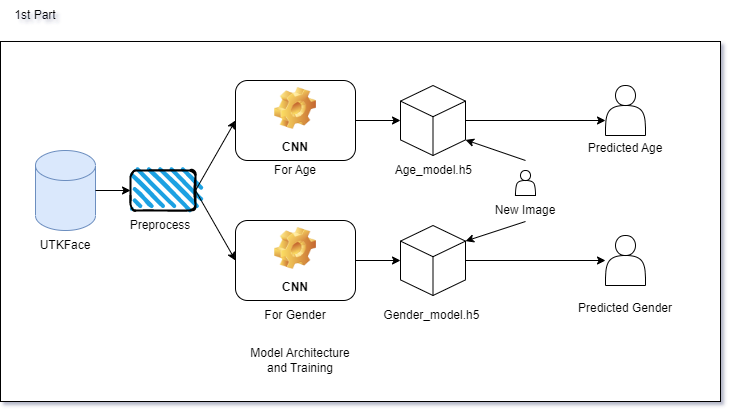 1st Part
CNN
For Age
Age_model.h5
Predicted Age
New Image
UTKFace
Preprocess
CNN
For Gender
Gender_model.h5
Predicted Gender
Model Architecture
and Training